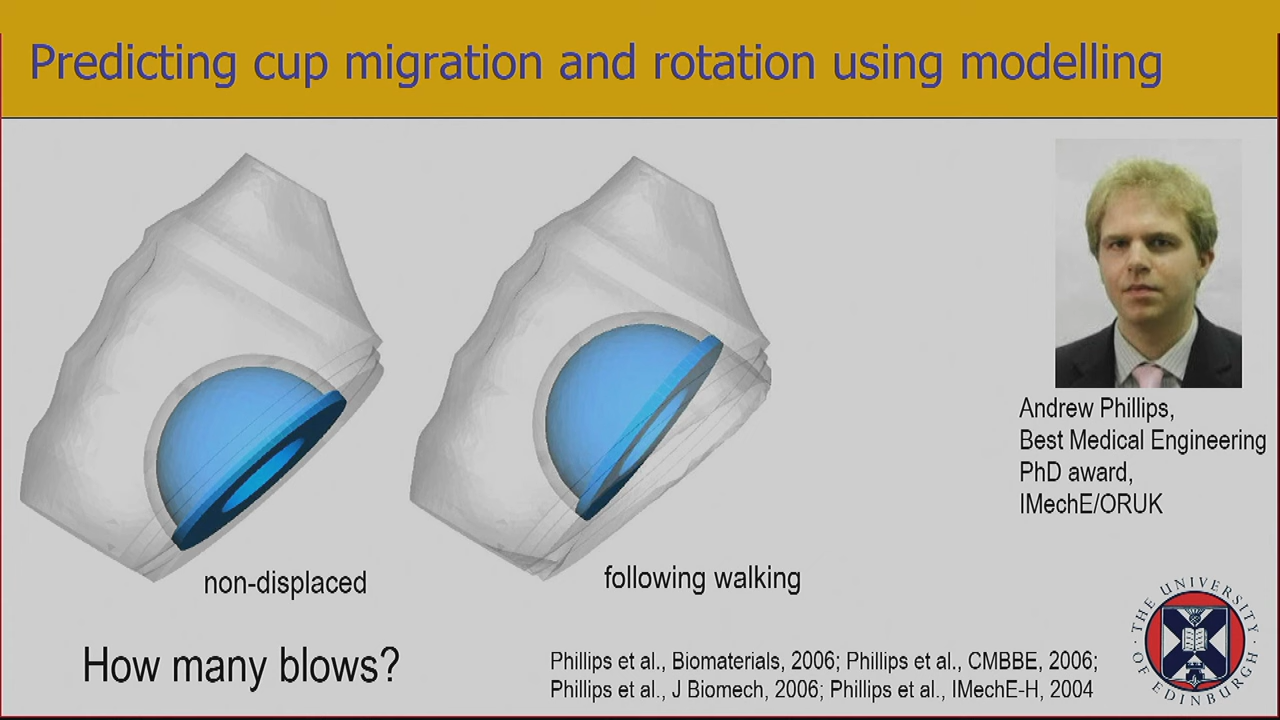 Predicting cup migration and rotation using modelling
Andrew Phillips,
Best Medical Engineering
PhD award,
IMechE/ORUK
non-displaced
following walking
How many blows?
Phillips et al., Biomaterials, 2006; Phillips et al., CMBBE, 2006;
Phillips et al., J Biomech, 2006; Phillips et al., IMechE-H, 2004
THE UNIVERSITY
OF EDINBURGH